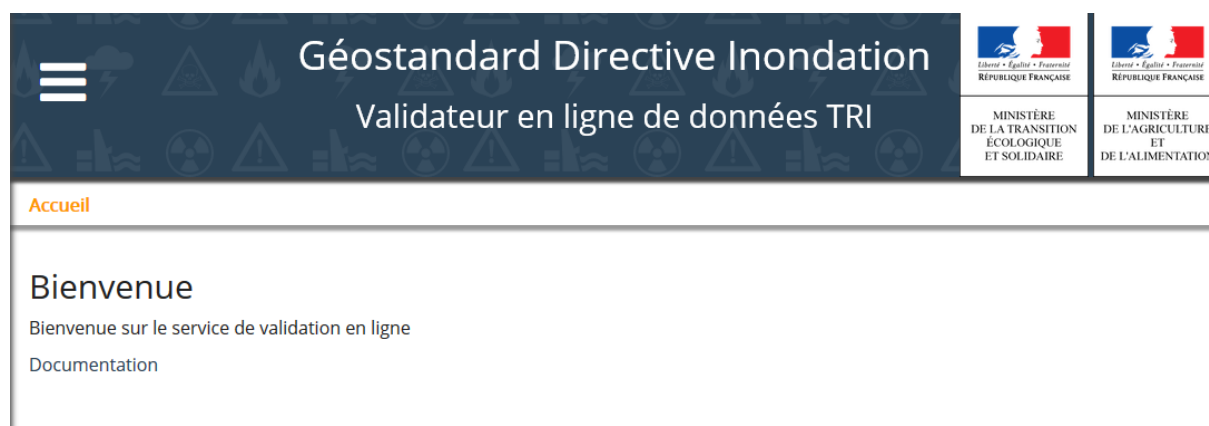 Géostandard Directive Inondation
Validateur en ligne de données TRI
Liberté • Égalité • Fraternité
RÉPUBLIQUE FRANÇAISE
MINISTÈRE
DE LA TRANSITION
ÉCOLOGIQUE
ET SOLIDAIRE
Liberté • Égalité • Fraternité
RÉPUBLIQUE FRANÇAISE
MINISTÈRE
DE L'AGRICULTURE
ET
DE L'ALIMENTATION
Accueil
Bienvenue
Bienvenue sur le service de validation en ligne
Documentation